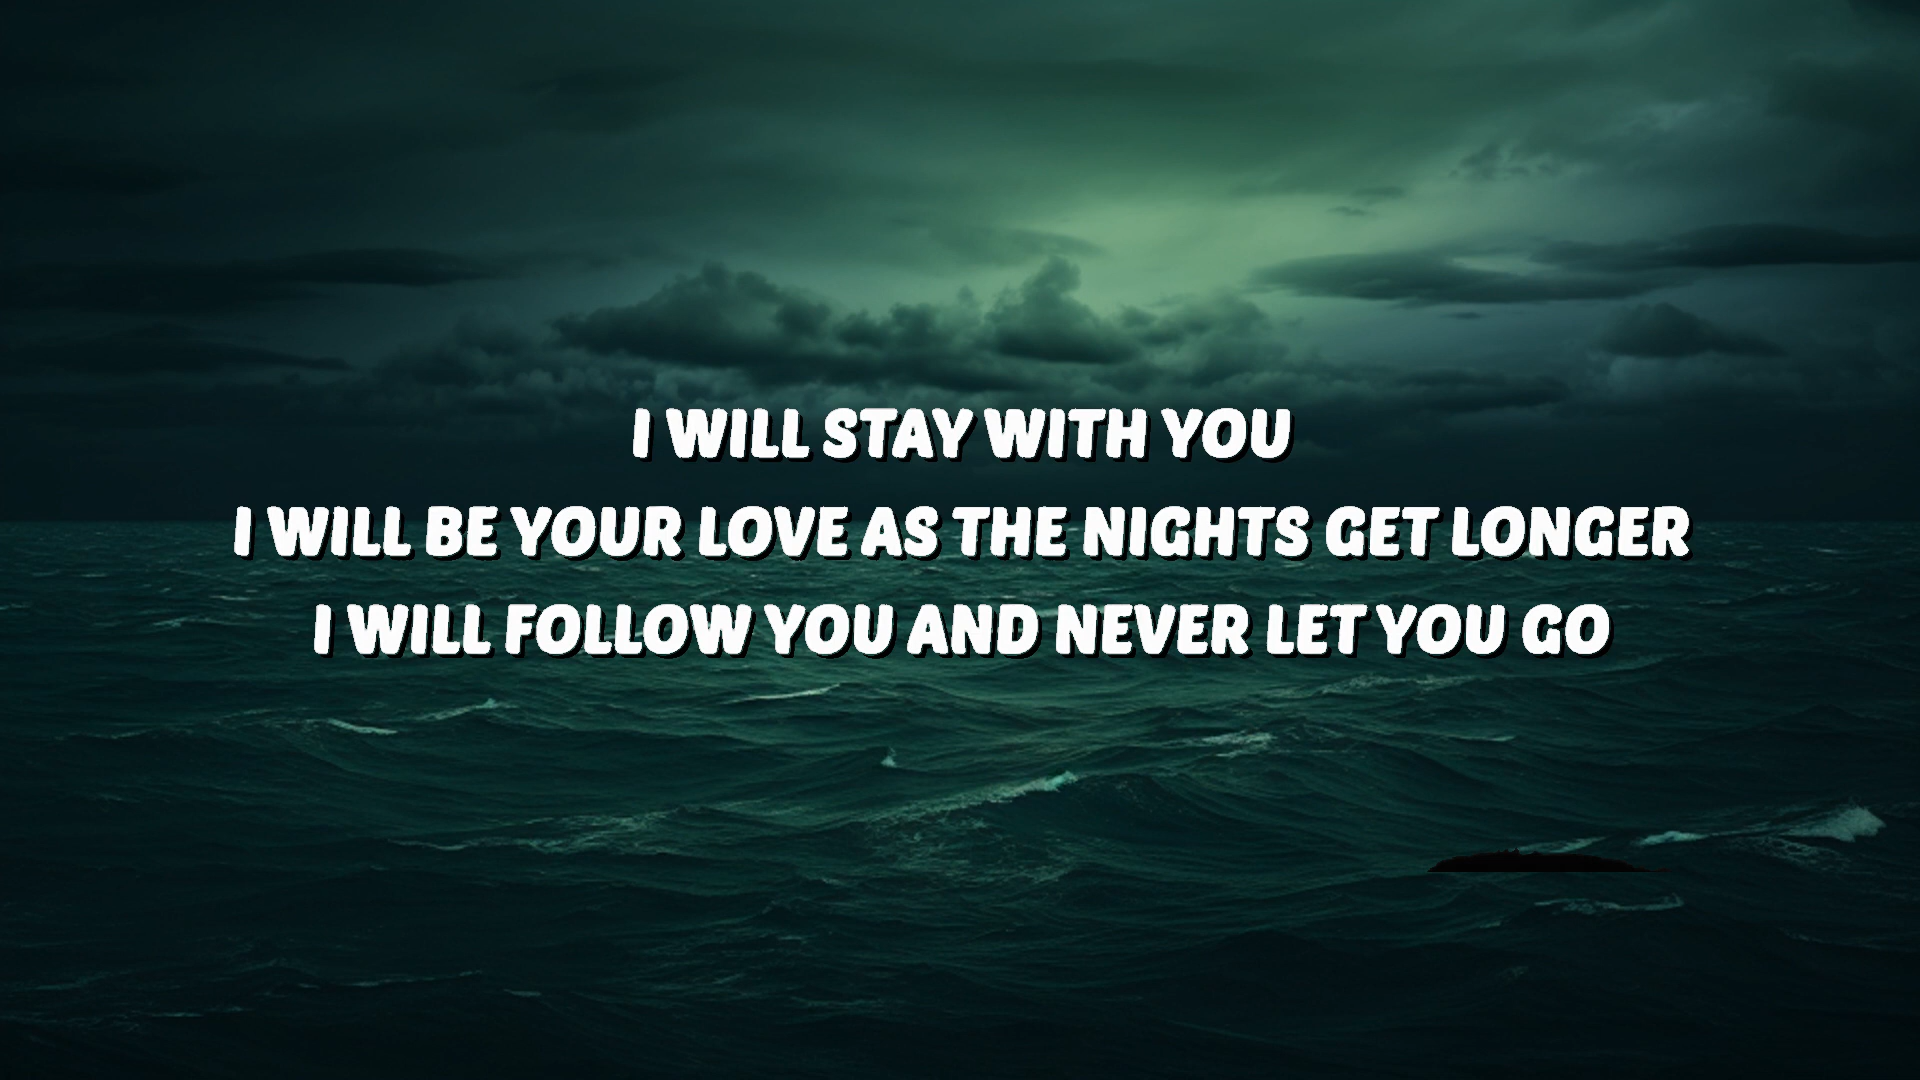 I WILL STAY WITH YOU
I WILL BE YOUR LOVE AS THE NIGHTS GET LONGER
I WILL FOLLOW YOU AND NEVER LET YOU GO